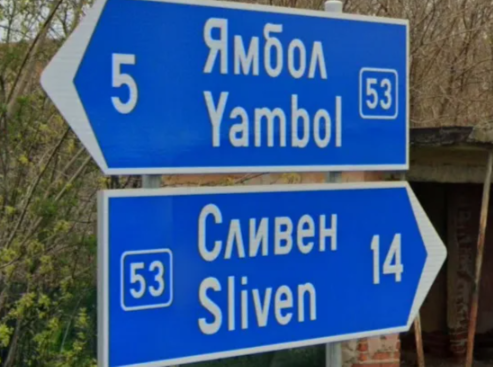 Ямбол
5
53
Yambol
Сливен
53
14
Sliven